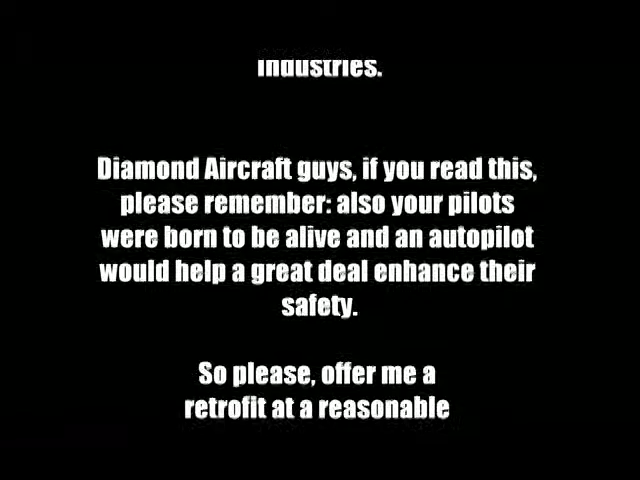 Industries.
Diamond Aircraft guys, if you read this,
please remember: also your pilots
were born to be alive and an autopilot
would help a great deal enhance their
safety.
So please, offer me a
retrofit at a reasonable